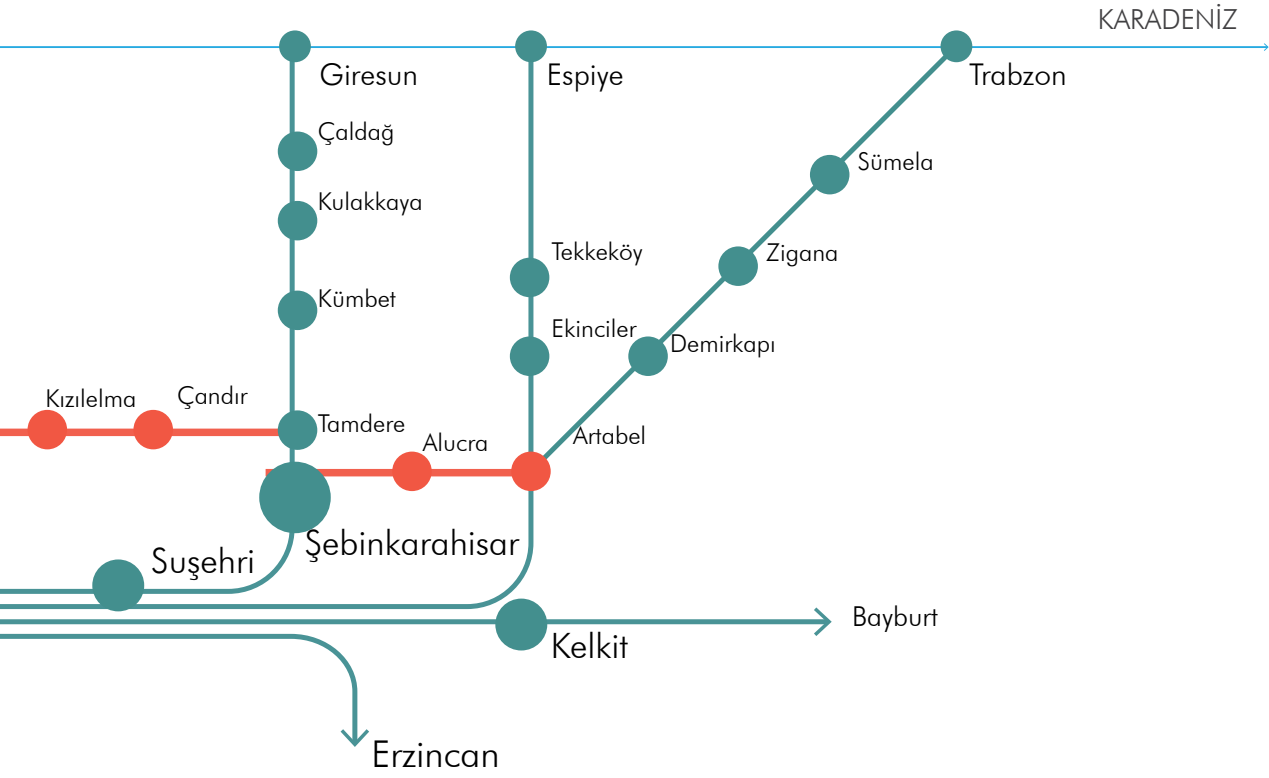 KARADENİZ
Giresun
Espiye
Trabzon
Çaldağ
Sümela
Kulakkaya
Tekkeköy
Zigana
Kümbet
Ekinciler
Demirkapı
Kızılelma
Çandır
Tamdere
Alucra
Artabel
Şebinkarahisar
Suşehri
Bayburt
Kelkit
Erzincan